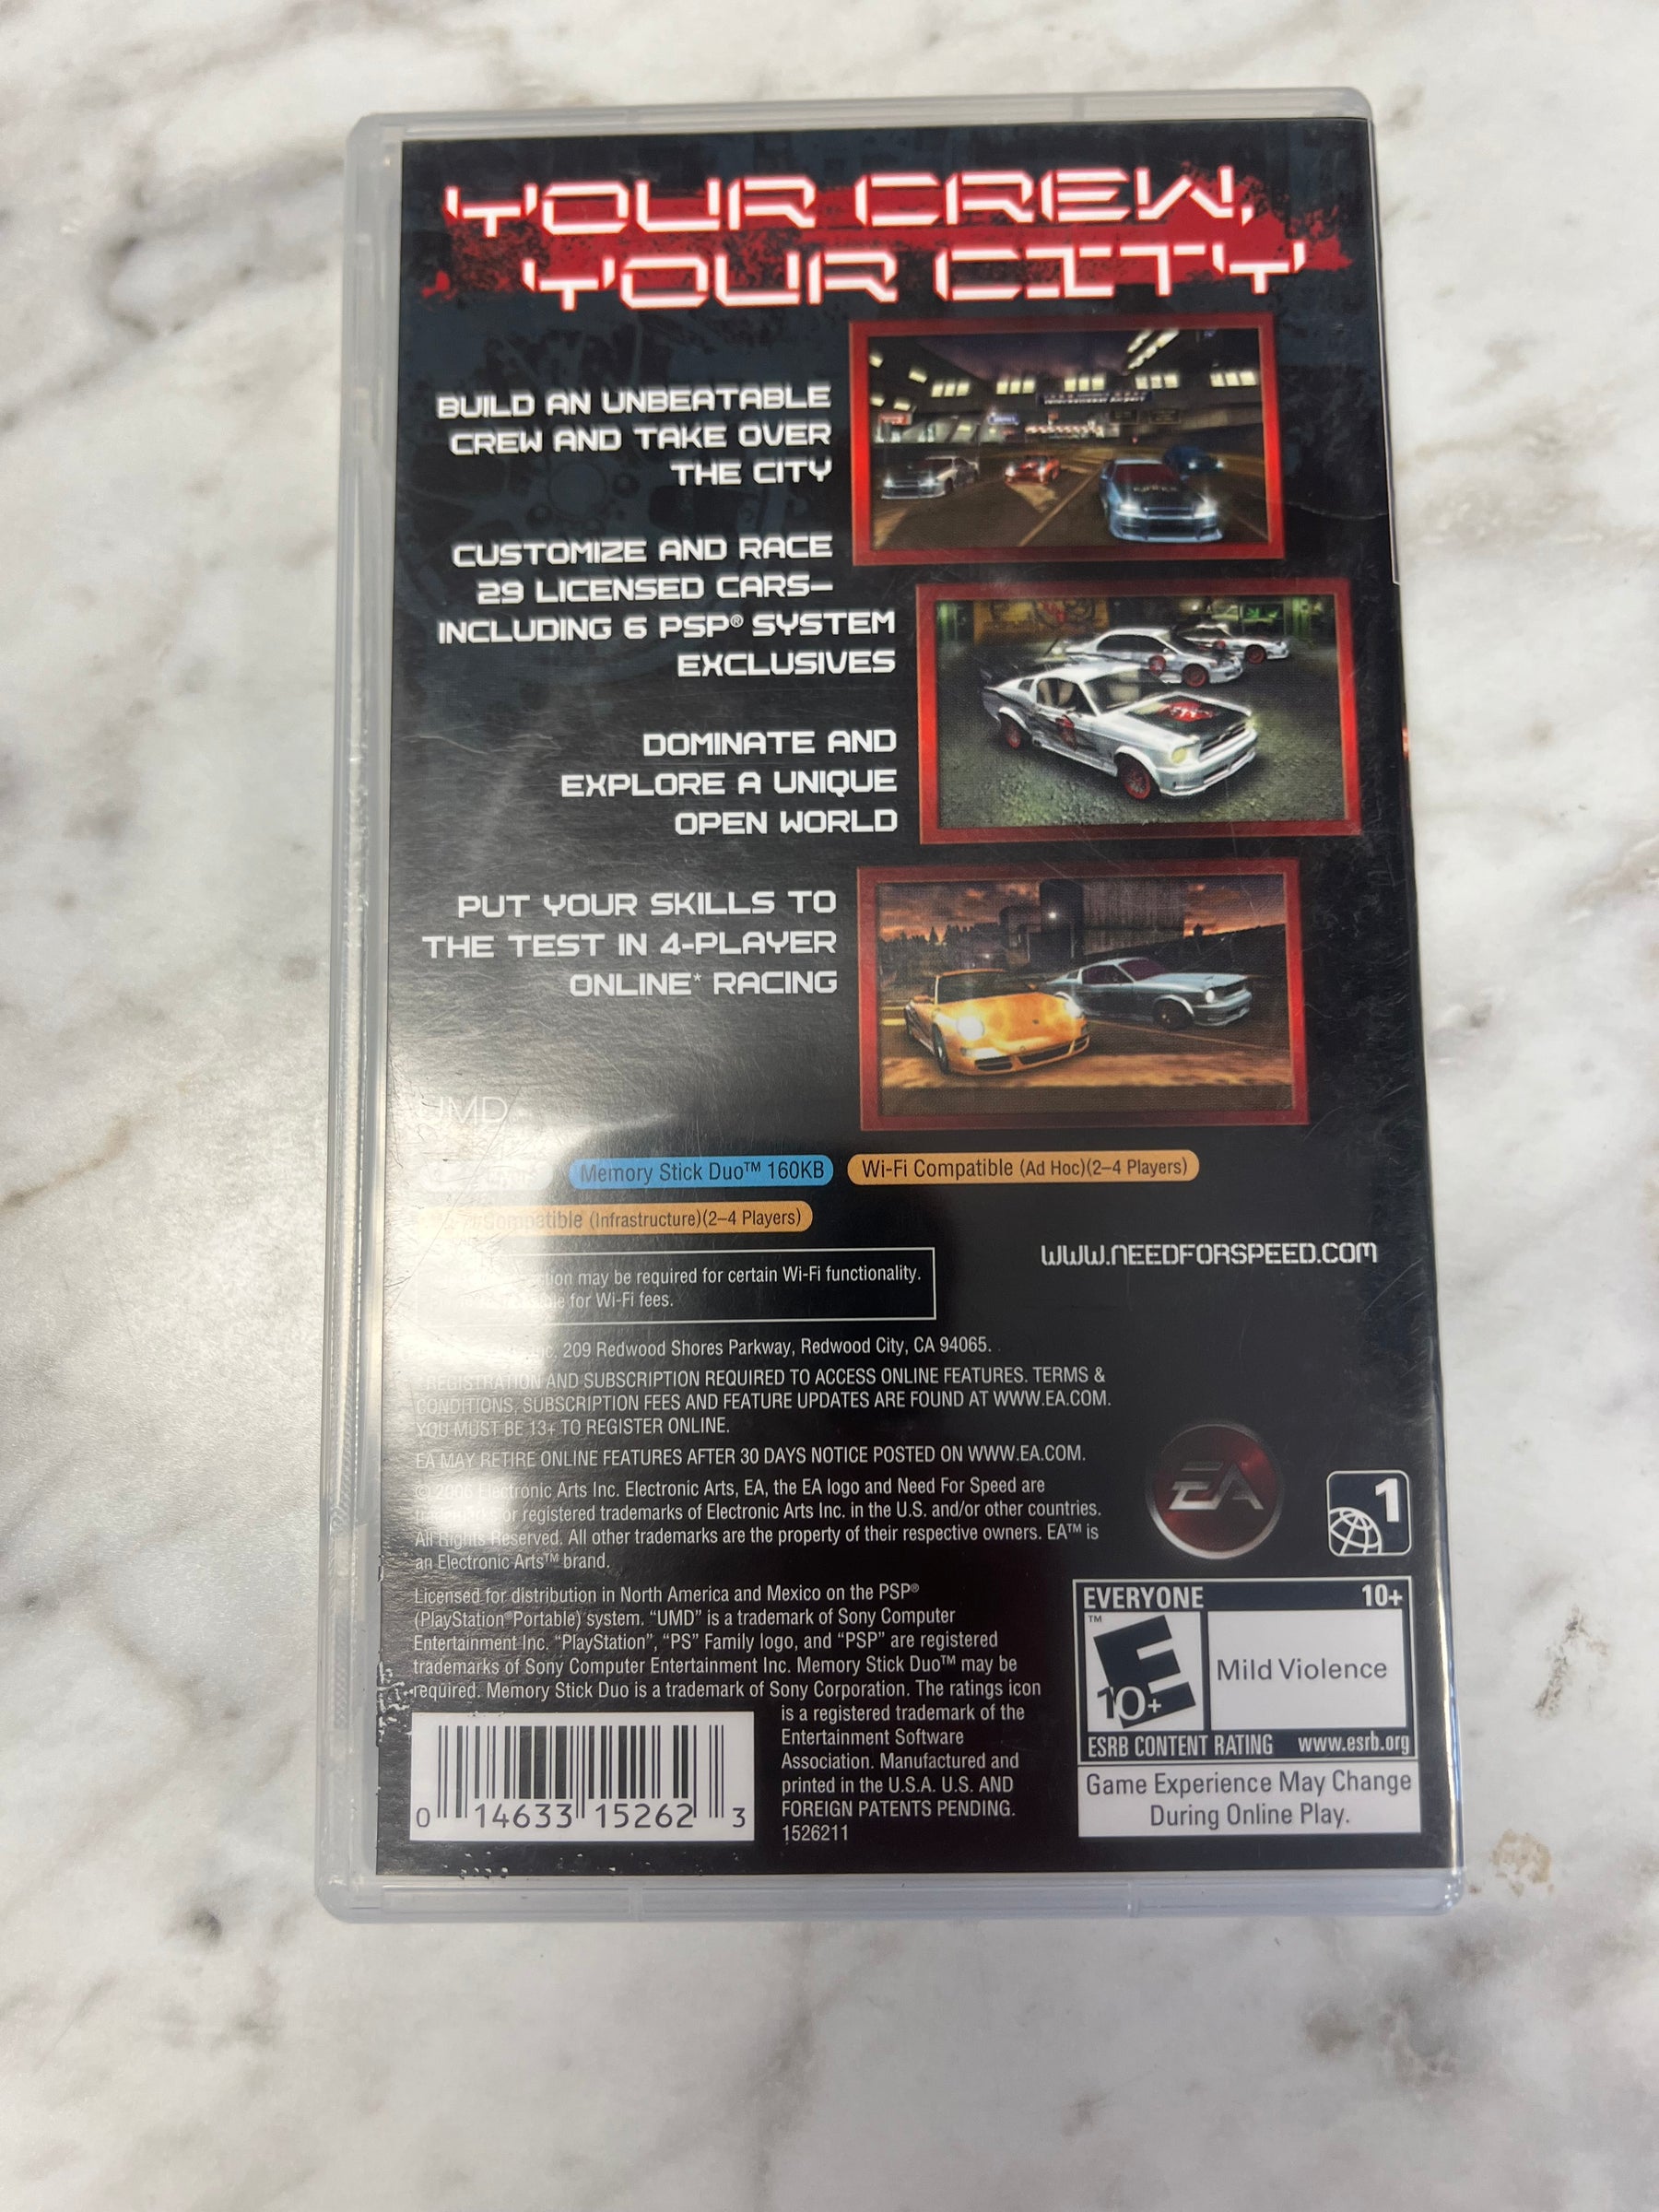 YOUR CREW,
YOUR CITY
BUILD AN UNBEATABLE
CREW AND TAKE OVER
THE CITY
CUSTOMIZE AND RACE
29 LICENSED CARS–
INCLUDING 6 PSP® SYSTEM
EXCLUSIVES
DOMINATE AND
EXPLORE A UNIQUE
OPEN WORLD
PUT YOUR SKILLS TO
THE TEST IN 4-PLAYER
ONLINE* RACING
UMD
Memory Stick Duo™ 160KB
Wi-Fi Compatible (Ad Hoc)(2–4 Players)
Compatible (Infrastructure)(2–4 Players)
may be required for certain Wi-Fi functionality.
for Wi-Fi fees.
WWW.NEEDFORSPEED.COM
209 Redwood Shores Parkway, Redwood City, CA 94065.
REGISTRATION AND SUBSCRIPTION REQUIRED TO ACCESS ONLINE FEATURES. TERMS &
CONDITIONS, SUBSCRIPTION FEES AND FEATURE UPDATES ARE FOUND AT WWW.EA.COM.
YOU MUST BE 13+ TO REGISTER ONLINE.
EA MAY RETIRE ONLINE FEATURES AFTER 30 DAYS NOTICE POSTED ON WWW.EA.COM.
© 2006 Electronic Arts Inc. Electronic Arts, EA, the EA logo and Need For Speed are
trademarks or registered trademarks of Electronic Arts Inc. in the U.S. and/or other countries.
All Rights Reserved. All other trademarks are the property of their respective owners. EA™ is
an Electronic Arts™ brand.
EA
1
Licensed for distribution in North America and Mexico on the PSP®
(PlayStation®Portable) system. “UMD” is a trademark of Sony Computer
Entertainment Inc. “PlayStation”, “PS” Family logo, and “PSP” are registered
trademarks of Sony Computer Entertainment Inc. Memory Stick Duo™ may be
required. Memory Stick Duo is a trademark of Sony Corporation. The ratings icon
is a registered trademark of the
Entertainment Software
Association. Manufactured and
printed in the U.S.A. U.S. AND
FOREIGN PATENTS PENDING.
1526211
0 14633 15262 3
EVERYONE 10+
E
10+
™
Mild Violence
ESRB CONTENT RATING www.esrb.org
Game Experience May Change
During Online Play.